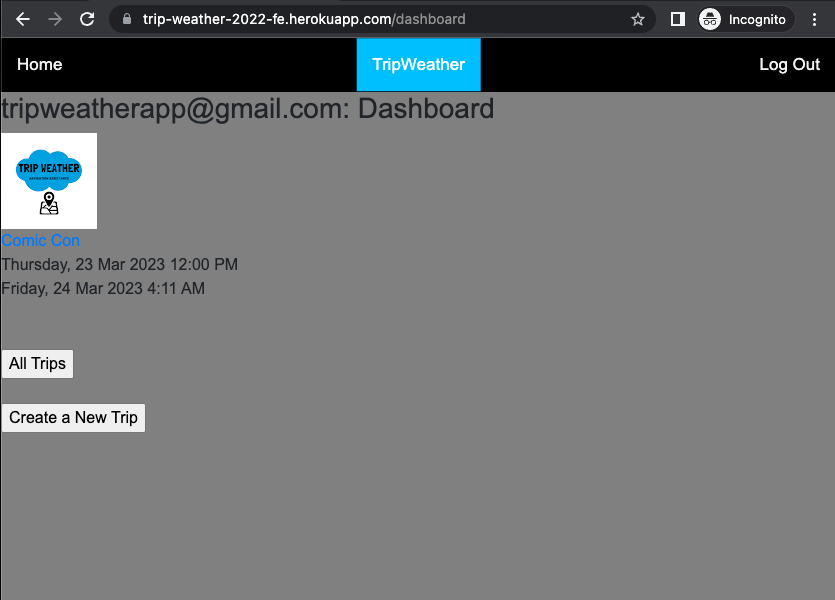 trip-weather-2022-fe.herokuapp.com/dashboard Incognito
Home TripWeather Log Out
tripweatherapp@gmail.com: Dashboard
TRIP WEATHER
Comic Con
Thursday, 23 Mar 2023 12:00 PM
Friday, 24 Mar 2023 4:11 AM
All Trips
Create a New Trip